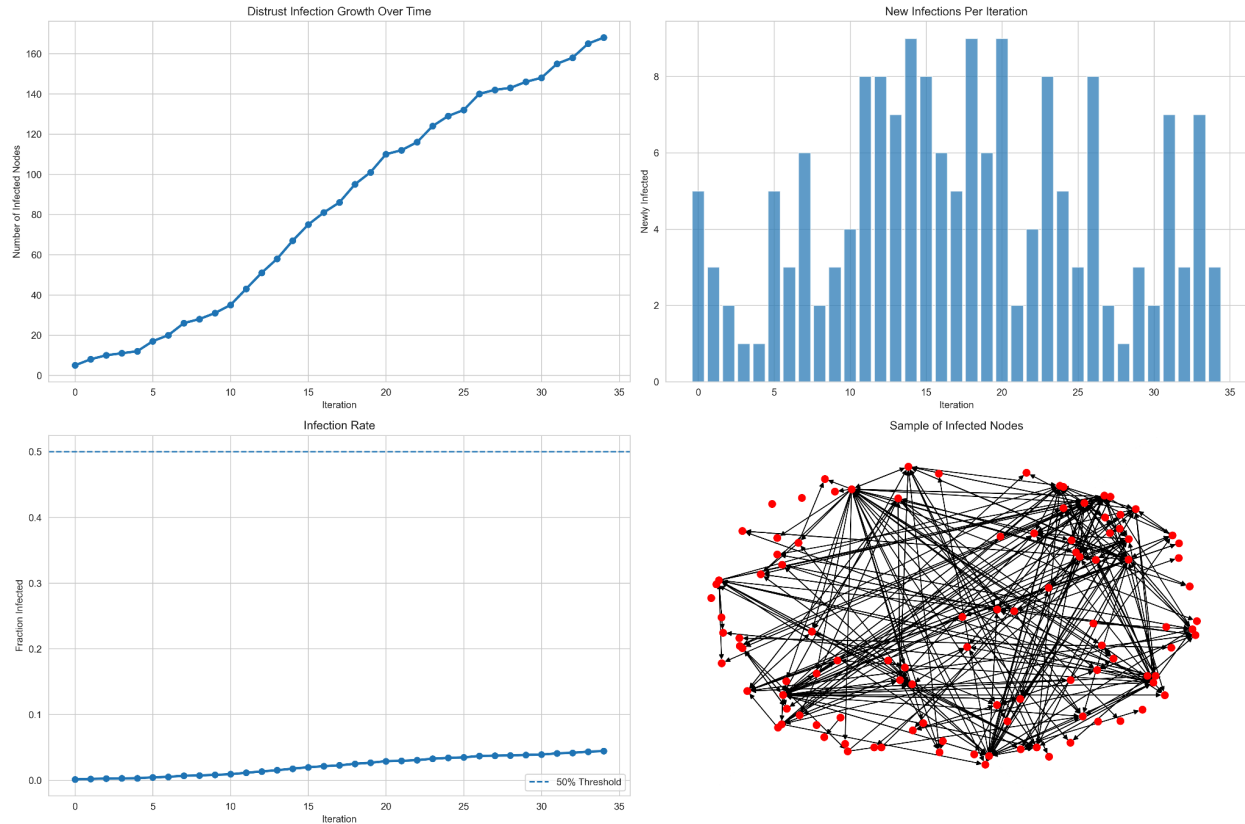 Distrust Infection Growth Over Time
Number of Infected Nodes
160
140
120
100
80
60
40
20
0
0 5 10 15 20 25 30 35
Iteration
New Infections Per Iteration
Newly Infected
8
6
4
2
0
0 5 10 15 20 25 30 35
Iteration
Infection Rate
Fraction Infected
0.5
0.4
0.3
0.2
0.1
0.0
50% Threshold
0 5 10 15 20 25 30 35
Iteration
Sample of Infected Nodes